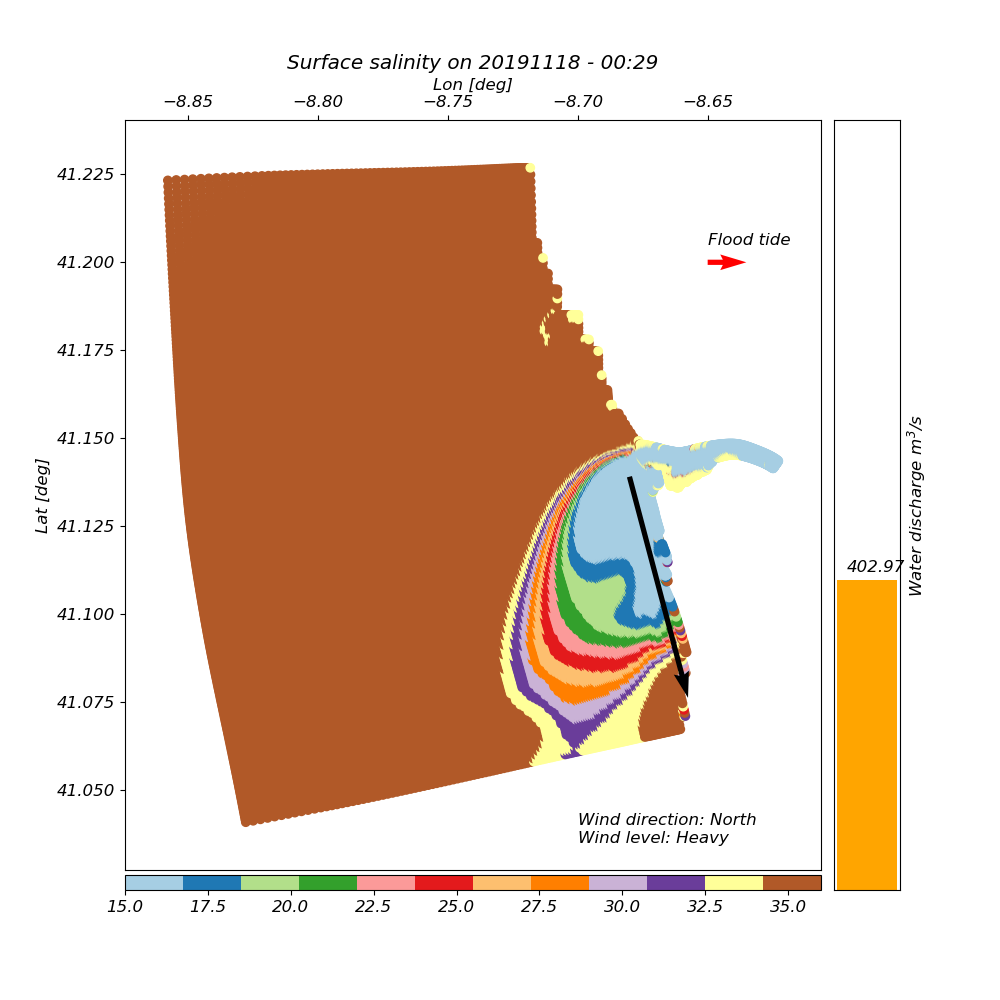 Surface salinity on 20191118 - 00:29
Lon [deg]
−8.85 −8.80 −8.75 −8.70 −8.65
41.225
41.200
41.175
41.150
41.125
41.100
41.075
41.050
Lat [deg]
Flood tide
Wind direction: North
Wind level: Heavy
402.97
Water discharge m³/s
15.0 17.5 20.0 22.5 25.0 27.5 30.0 32.5 35.0